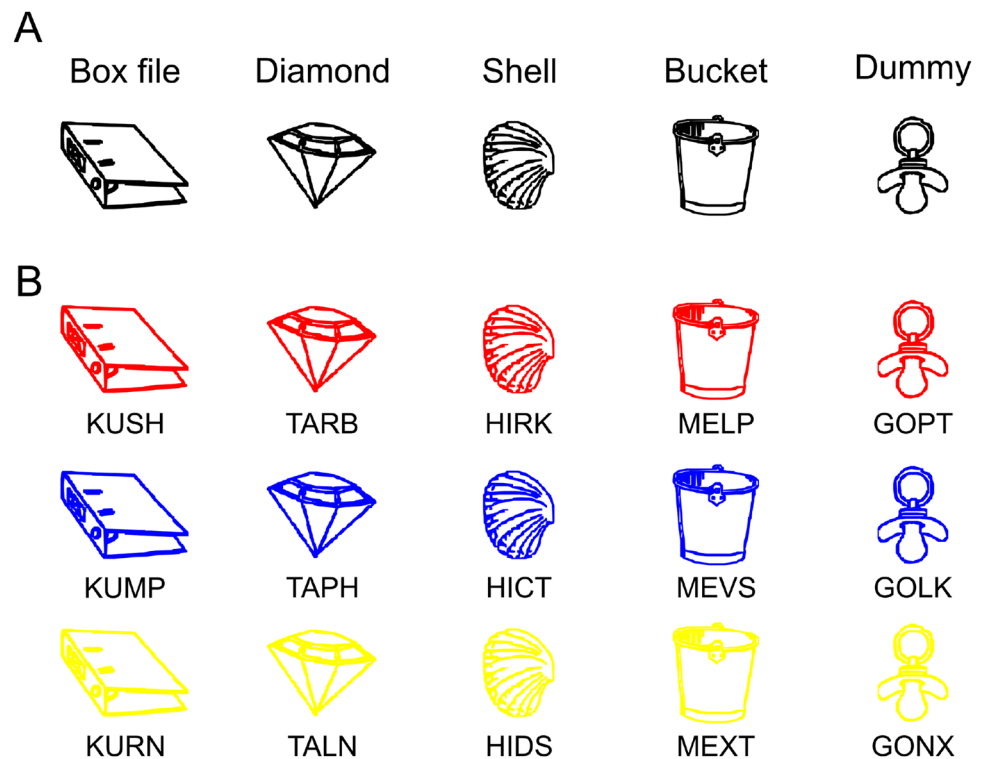 A
Box file Diamond Shell Bucket Dummy
B
KUSH TARB HIRK MELP GOPT
KUMP TAPH HICT MEVS GOLK
KURN TALN HIDS MEXT GONX